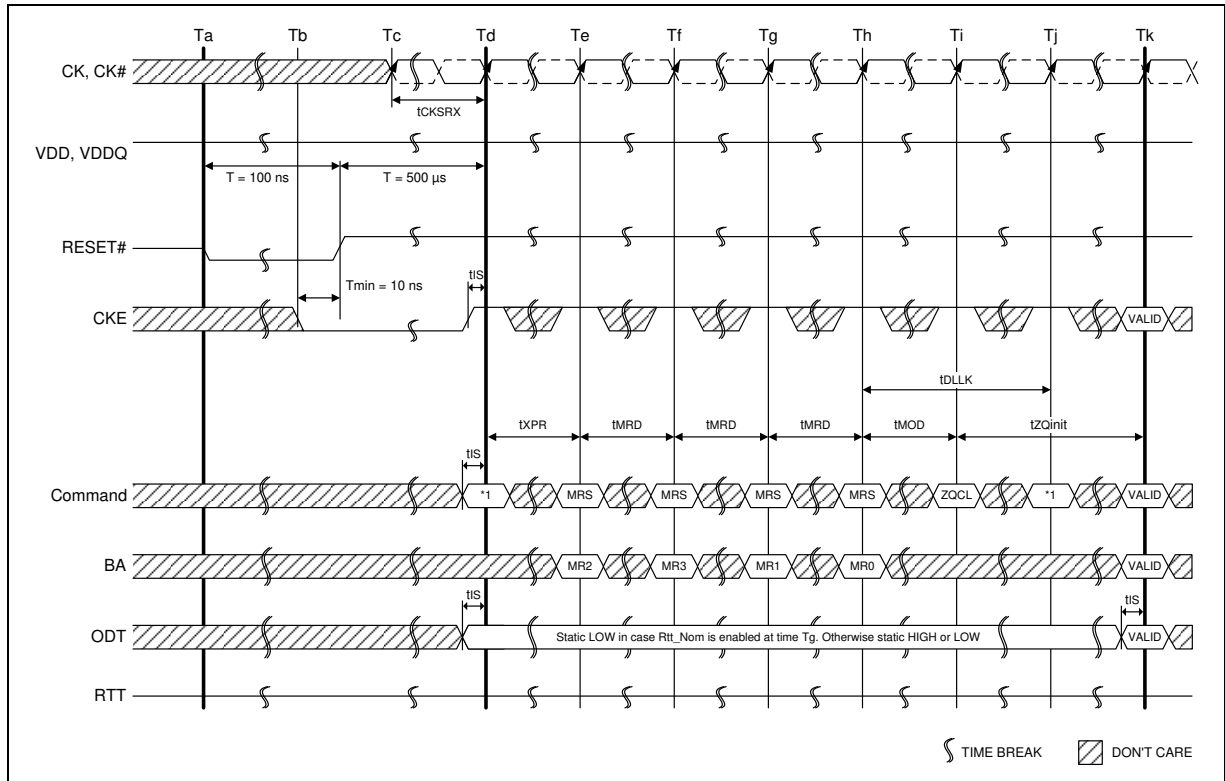 Ta Tb Tc Td Te Tf Tg Th Ti Tj Tk
CK, CK#
tCKSRX
VDD, VDDQ
T = 100 ns T = 500 µs
RESET#
tIS
Tmin = 10 ns
CKE VALID
tDLLK
tXPR tMRD tMRD tMRD tMOD tZQinit
tIS
Command *1 MRS MRS MRS MRS ZQCL *1 VALID
BA MR2 MR3 MR1 MR0 VALID
tIS tIS
ODT Static LOW in case Rtt_Nom is enabled at time Tg. Otherwise static HIGH or LOW VALID
RTT
TIME BREAK DON'T CARE